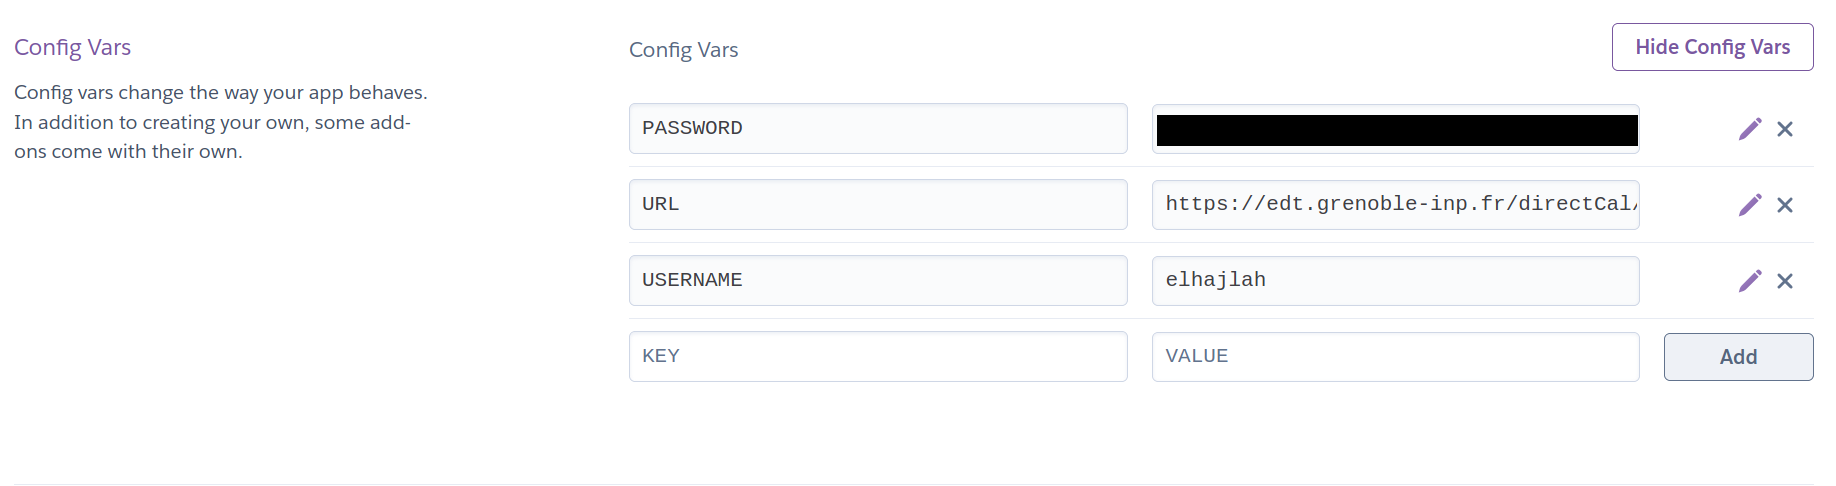 Config Vars
Config vars change the way your app behaves.
In addition to creating your own, some add-
ons come with their own.
Config Vars
Hide Config Vars
PASSWORD
URL
https://edt.grenoble-inp.fr/directCal/
USERNAME
elhajlah
KEY
VALUE
Add